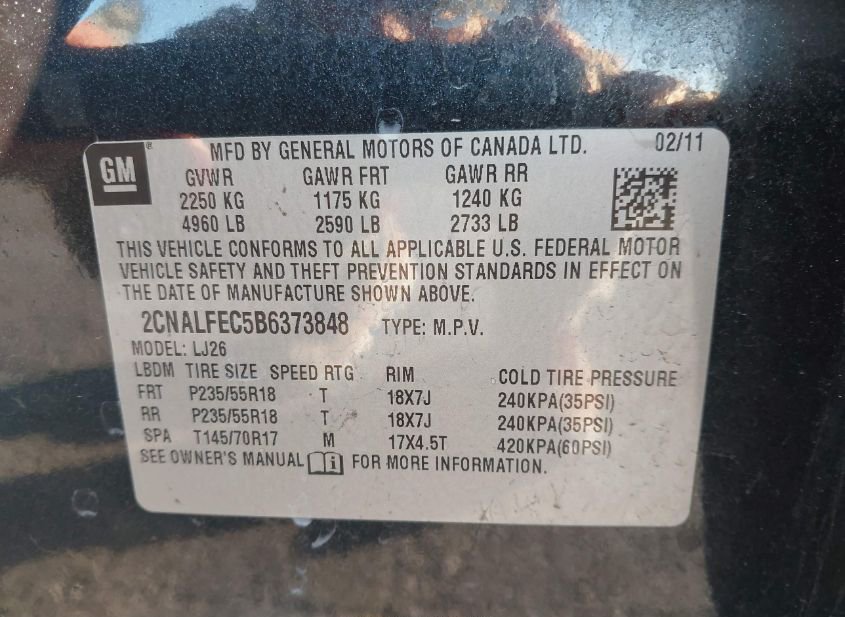 GM ® MFD BY GENERAL MOTORS OF CANADA LTD. 02/11
GVWR GAWR FRT GAWR RR
2250 KG 1175 KG 1240 KG
4960 LB 2590 LB 2733 LB
THIS VEHICLE CONFORMS TO ALL APPLICABLE U.S. FEDERAL MOTOR
VEHICLE SAFETY AND THEFT PREVENTION STANDARDS IN EFFECT ON
THE DATE OF MANUFACTURE SHOWN ABOVE.
2CNALFEC5B6373848 TYPE: M.P.V.
MODEL: LJ26
LBDM TIRE SIZE SPEED RTG RIM COLD TIRE PRESSURE
FRT P235/55R18 T 18X7J 240KPA(35PSI)
RR P235/55R18 T 18X7J 240KPA(35PSI)
SPA T145/70R17 M 17X4.5T 420KPA(60PSI)
SEE OWNER'S MANUAL i FOR MORE INFORMATION.